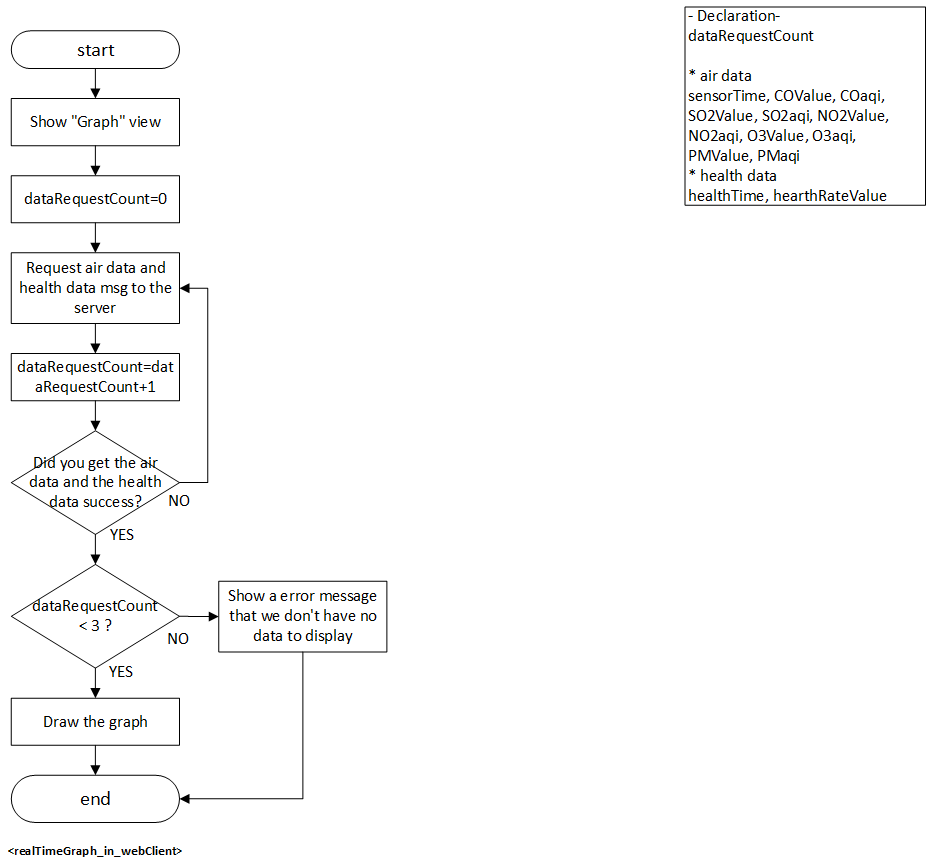 start
Show "Graph" view
dataRequestCount=0
Request air data and
health data msg to the
server
dataRequestCount=dat
aRequestCount+1
Did you get the air
data and the health
data success?
NO
YES
dataRequestCount
< 3 ?
NO
YES
Show a error message
that we don't have no
data to display
Draw the graph
end
<realTimeGraph_in_webClient>
- Declaration-
dataRequestCount
* air data
sensorTime, COValue, COaqi,
SO2Value, SO2aqi, NO2Value,
NO2aqi, O3Value, O3aqi,
PMValue, PMaqi
* health data
healthTime, hearthRateValue